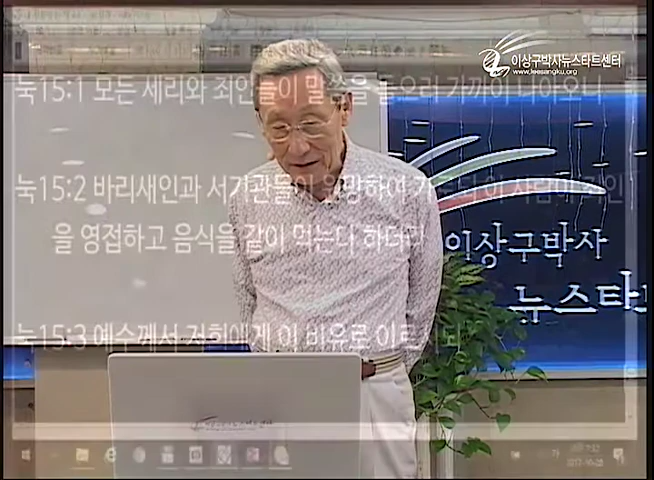 이상구박사뉴스타트센터
www.leesangku.org
눅15:1 모든 세리와 죄인들이 말씀을 들으러 가까이 나아오니
눅15:2 바리새인과 서기관들이 원망하여 가로되 이 사람이 죄인
을 영접하고 음식을 같이 먹는다 하더라
이상구박사
뉴스타트
눅15:3 예수께서 저희에게 이 비유로 이르시되